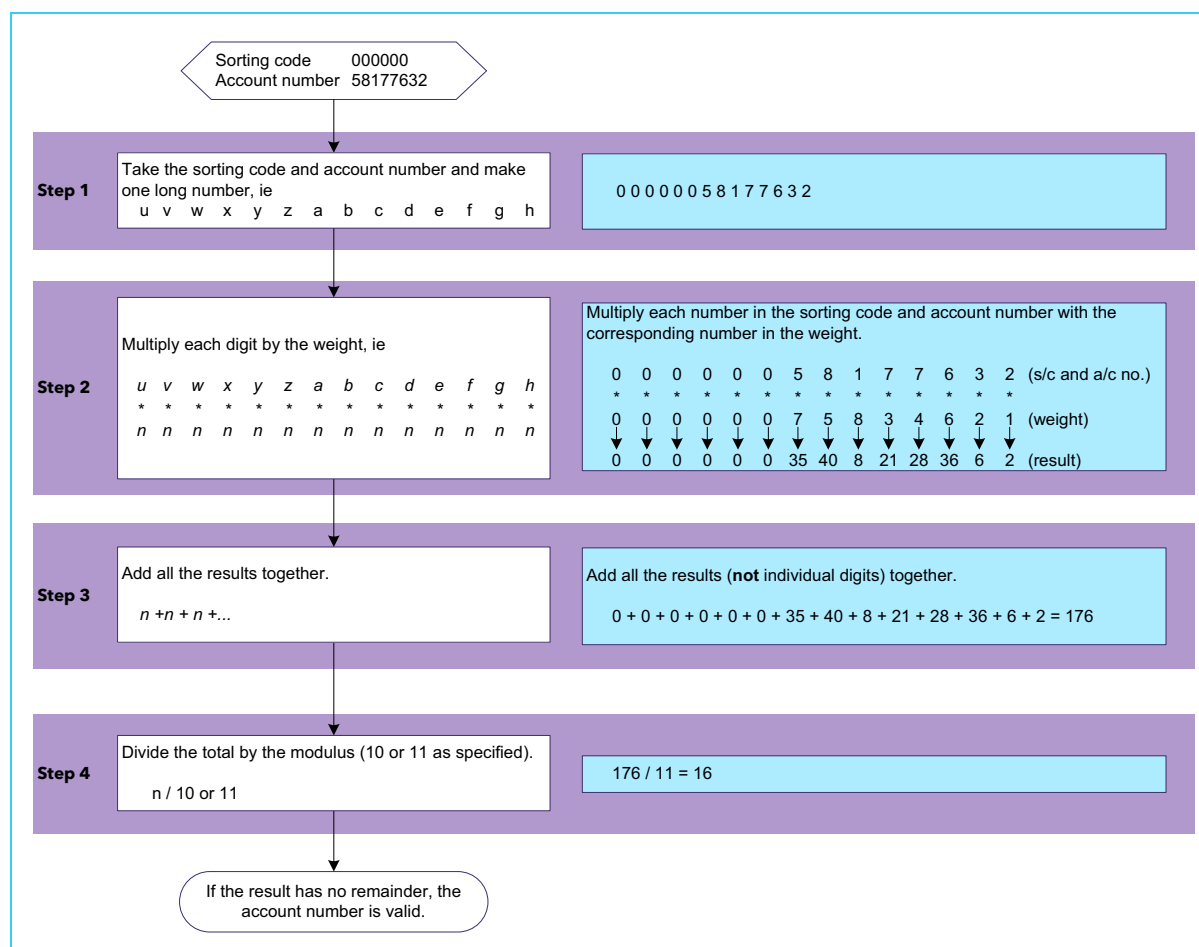 Sorting code 000000
Account number 58177632
Step 1
Take the sorting code and account number and make
one long number, ie
u v w x y z a b c d e f g h
0 0 0 0 0 0 5 8 1 7 7 6 3 2
Step 2
Multiply each digit by the weight, ie
u v w x y z a b c d e f g h
* * * * * * * * * * * * * *
n n n n n n n n n n n n n n
Multiply each number in the sorting code and account number with the
corresponding number in the weight.
0 0 0 0 0 0 5 8 1 7 7 6 3 2 (s/c and a/c no.)
* * * * * * * * * * * * * *
0 0 0 0 0 0 7 5 8 3 4 6 2 1 (weight)
0 0 0 0 0 0 35 40 8 21 28 36 6 2 (result)
Step 3
Add all the results together.
n +n + n +...
Add all the results (not individual digits) together.
0 + 0 + 0 + 0 + 0 + 0 + 35 + 40 + 8 + 21 + 28 + 36 + 6 + 2 = 176
Step 4
Divide the total by the modulus (10 or 11 as specified).
n / 10 or 11
176 / 11 = 16
If the result has no remainder, the
account number is valid.